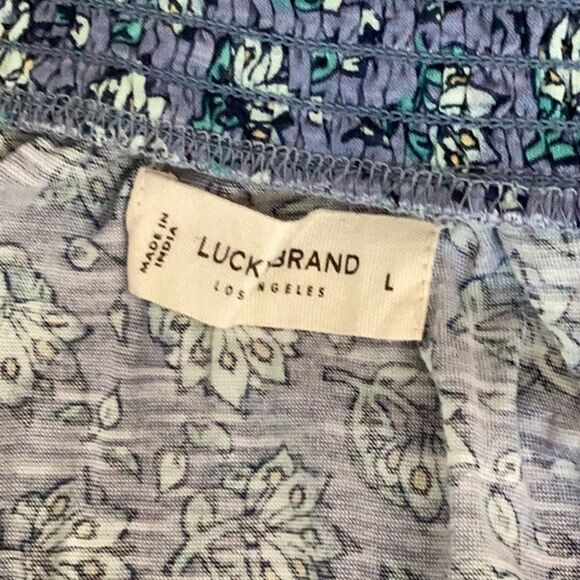 MADE IN
INDIA
LUCKY BRAND
LOS ANGELES
L